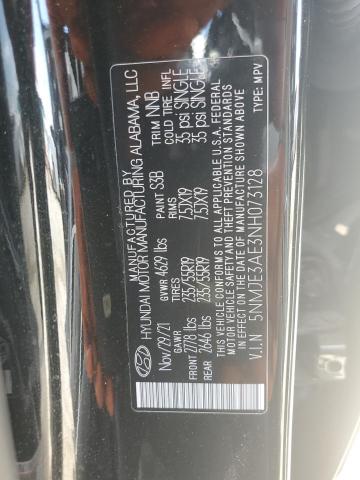 MANUFACTURED BY
HYUNDAI MOTOR MANUFACTURING ALABAMA, LLC
Nov/29/21 GVWR 4629 lbs PAINT S3B TRIM NNB
GAWR TIRES RIMS COLD TIRE INFL
FRONT 2778 lbs 235/55R19 7.5JX19 35 psi SINGLE
REAR 2646 lbs 235/55R19 7.5JX19 35 psi SINGLE
THIS VEHICLE CONFORMS TO ALL APPLICABLE U.S.A. FEDERAL
MOTOR VEHICLE SAFETY, BUMPER, AND THEFT PREVENTION STANDARDS
IN EFFECT ON THE DATE OF MANUFACTURE SHOWN ABOVE.
V.I.N 5NMJE3AE3NH073128 TYPE: MPV